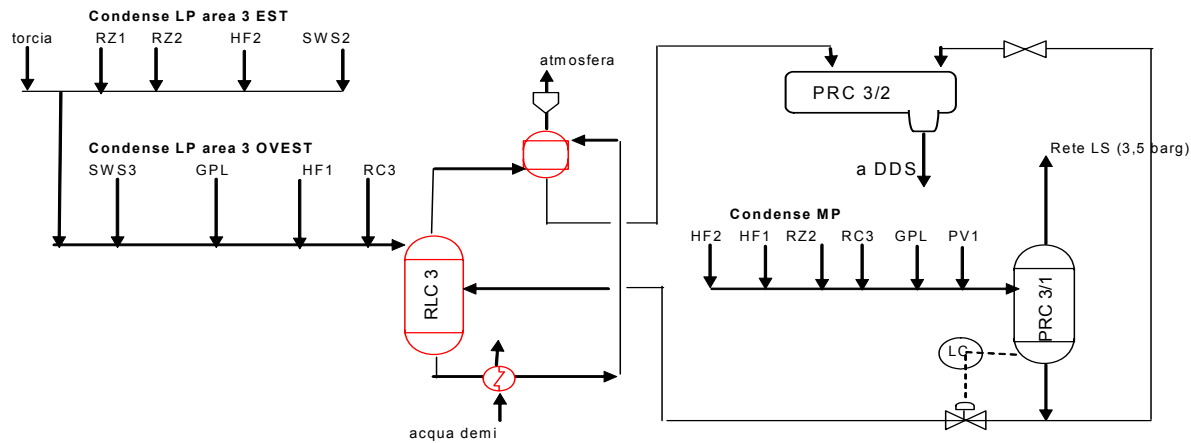 Condense LP area 3 EST
torcia RZ1 RZ2 HF2 SWS2
atmosfera
PRC 3/2
Condense LP area 3 OVEST
SWS3 GPL HF1 RC3
Rete LS (3,5 barg)
a DDS
Condense MP
HF2 HF1 RZ2 RC3 GPL PV1
RLC 3
PRC 3/1
LC
acqua demi